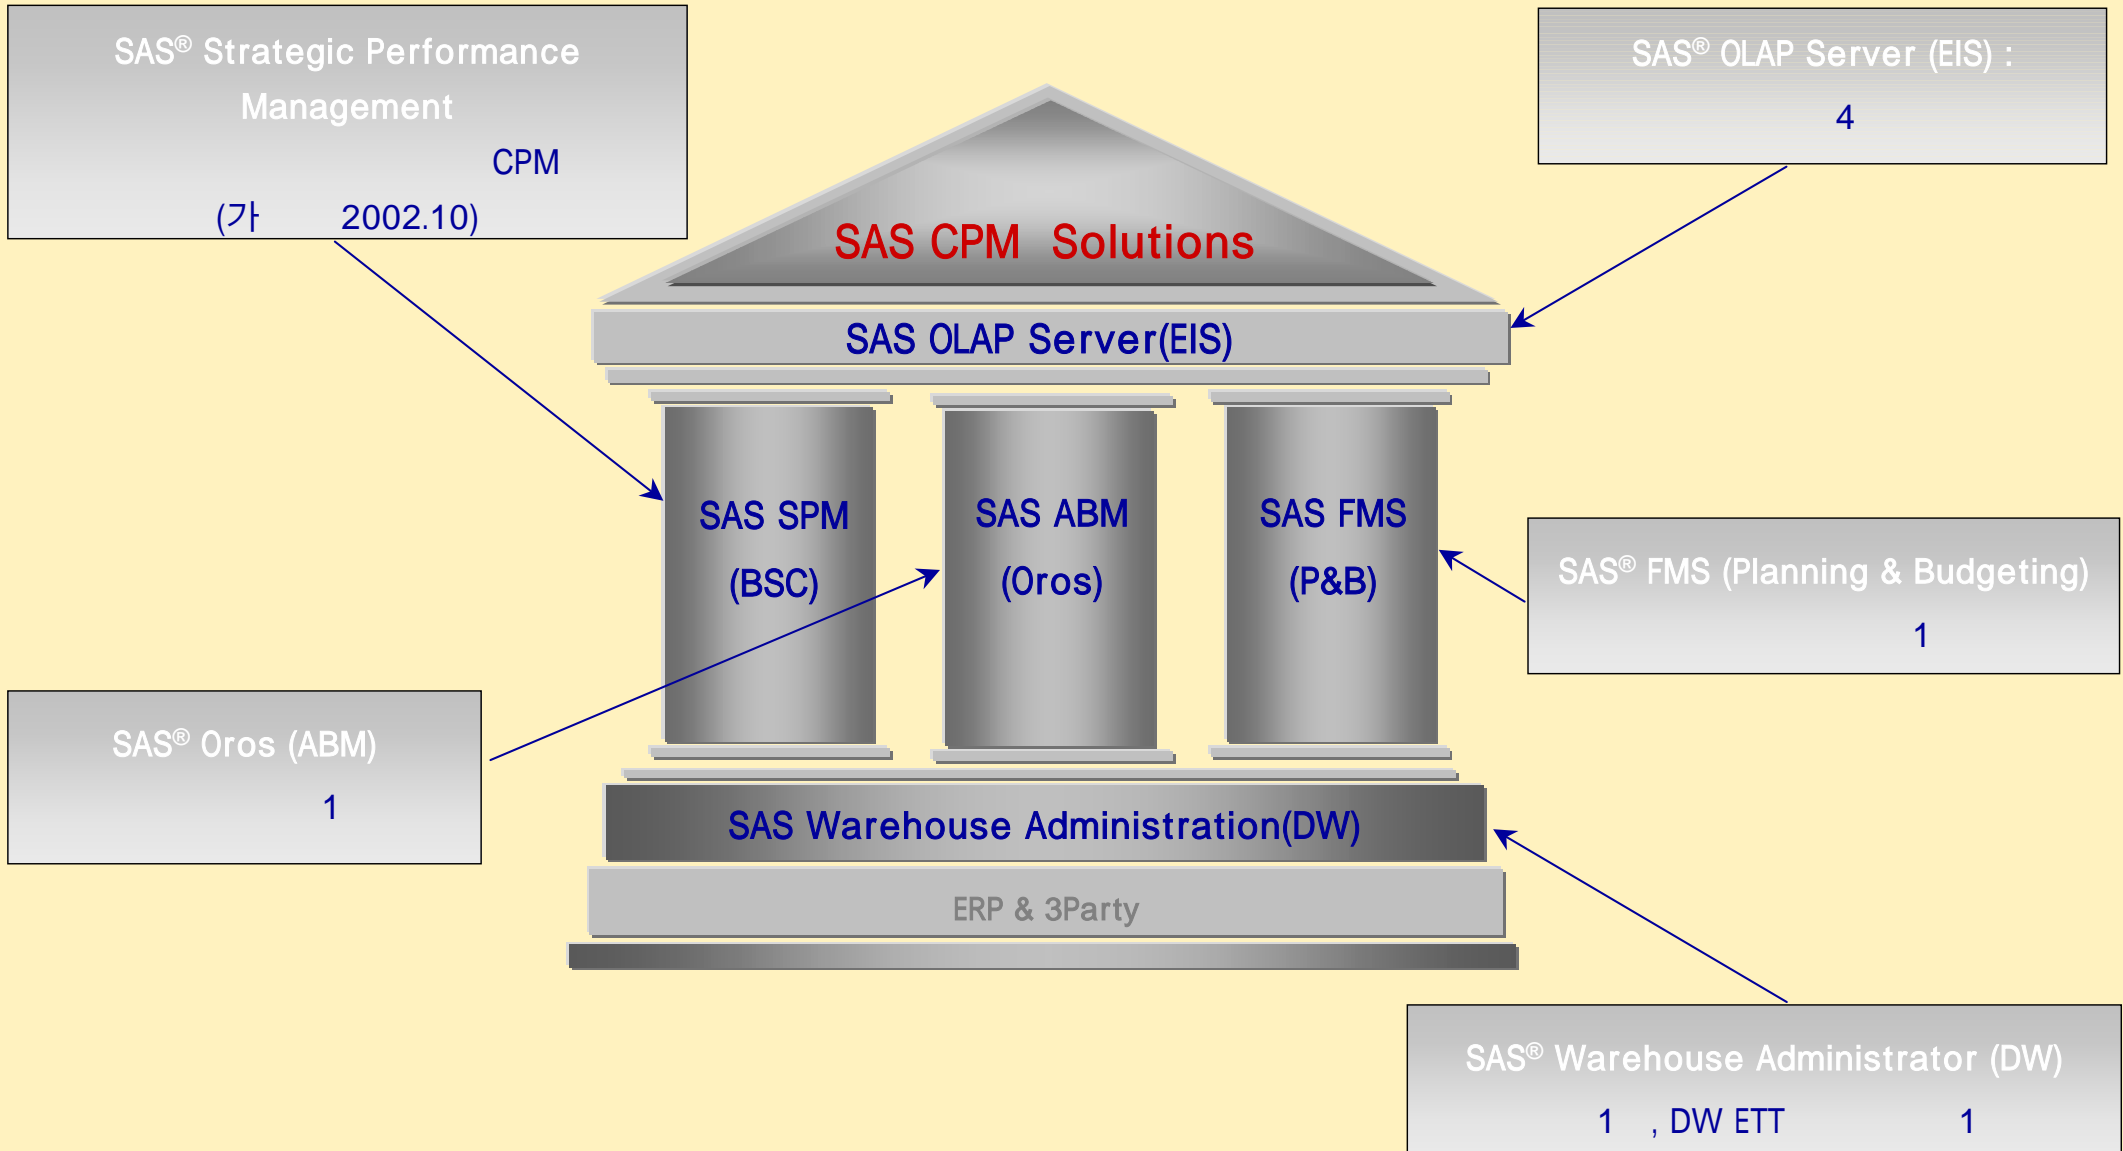 SAS® Strategic Performance
Management
CPM
(가 2002.10)
SAS® OLAP Server (EIS) :
4
SAS CPM Solutions
SAS OLAP Server(EIS)
SAS SPM
(BSC)
SAS ABM
(Oros)
SAS FMS
(P&B)
SAS® FMS (Planning & Budgeting)
1
SAS® Oros (ABM)
1
SAS Warehouse Administration(DW)
ERP & 3Party
SAS® Warehouse Administrator (DW)
1 , DW ETT 1